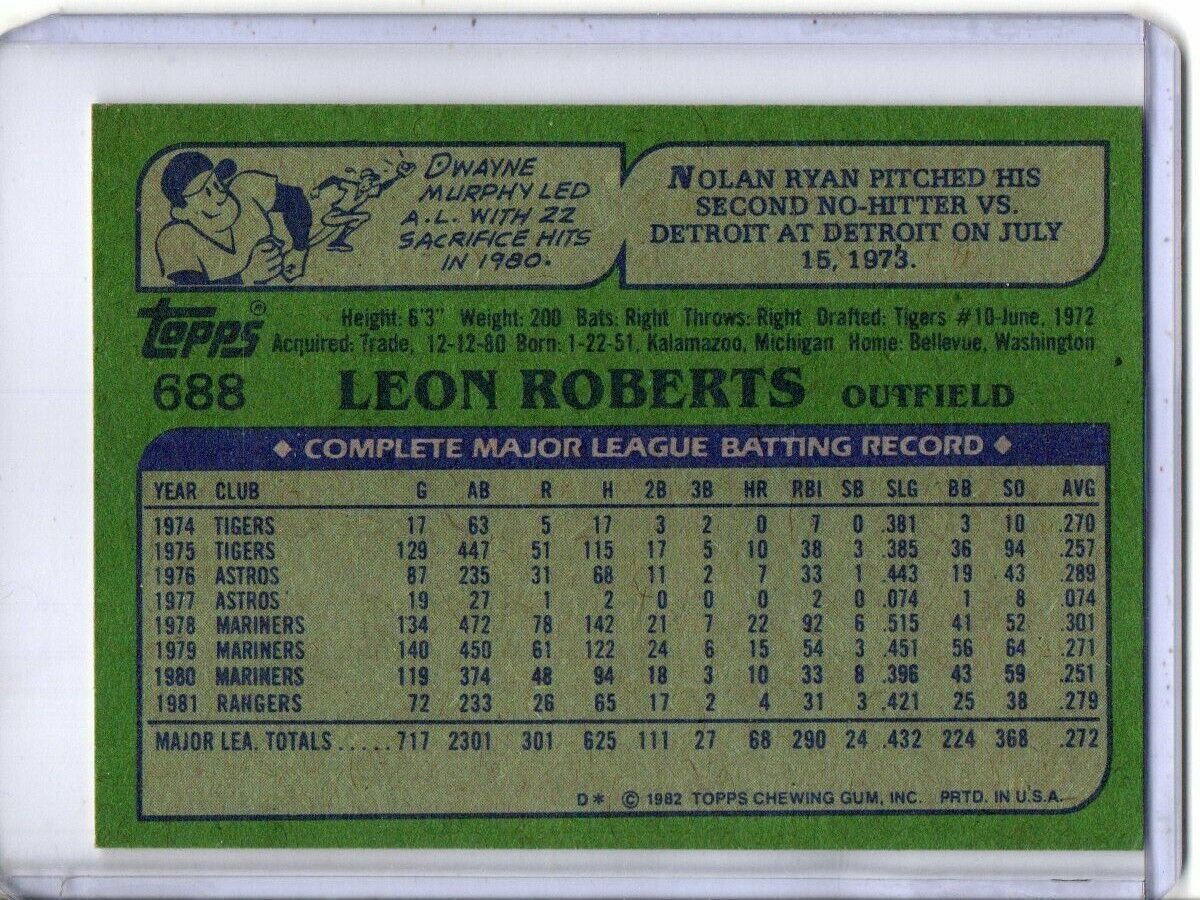 DWAYNE
MURPHY LED
A.L. WITH 22
SACRIFICE HITS
IN 1980.
NOLAN RYAN PITCHED HIS
SECOND NO-HITTER VS.
DETROIT AT DETROIT ON JULY
15, 1973.
topps®
Height: 6'3" Weight: 200 Bats: Right Throws: Right Drafted: Tigers #10-June, 1972
Acquired: Trade, 12-12-80 Born: 1-22-51, Kalamazoo, Michigan Home: Bellevue, Washington
688 LEON ROBERTS OUTFIELD
◆ COMPLETE MAJOR LEAGUE BATTING RECORD ◆
YEAR CLUB G AB R H 2B 3B HR RBI SB SLG BB SO AVG
1974 TIGERS 17 63 5 17 3 2 0 7 0 .381 3 10 .270
1975 TIGERS 129 447 51 115 17 5 10 38 3 .385 36 94 .257
1976 ASTROS 87 235 31 68 11 2 7 33 1 .443 19 43 .289
1977 ASTROS 19 27 1 2 0 0 0 2 0 .074 1 8 .074
1978 MARINERS 134 472 78 142 21 7 22 92 6 .515 41 52 .301
1979 MARINERS 140 450 61 122 24 6 15 54 3 .451 56 64 .271
1980 MARINERS 119 374 48 94 18 3 10 33 8 .396 43 59 .251
1981 RANGERS 72 233 26 65 17 2 4 31 3 .421 25 38 .279
MAJOR LEA. TOTALS.....717 2301 301 625 111 27 68 290 24 .432 224 368 .272
D* © 1982 TOPPS CHEWING GUM, INC. PRTD. IN U.S.A.